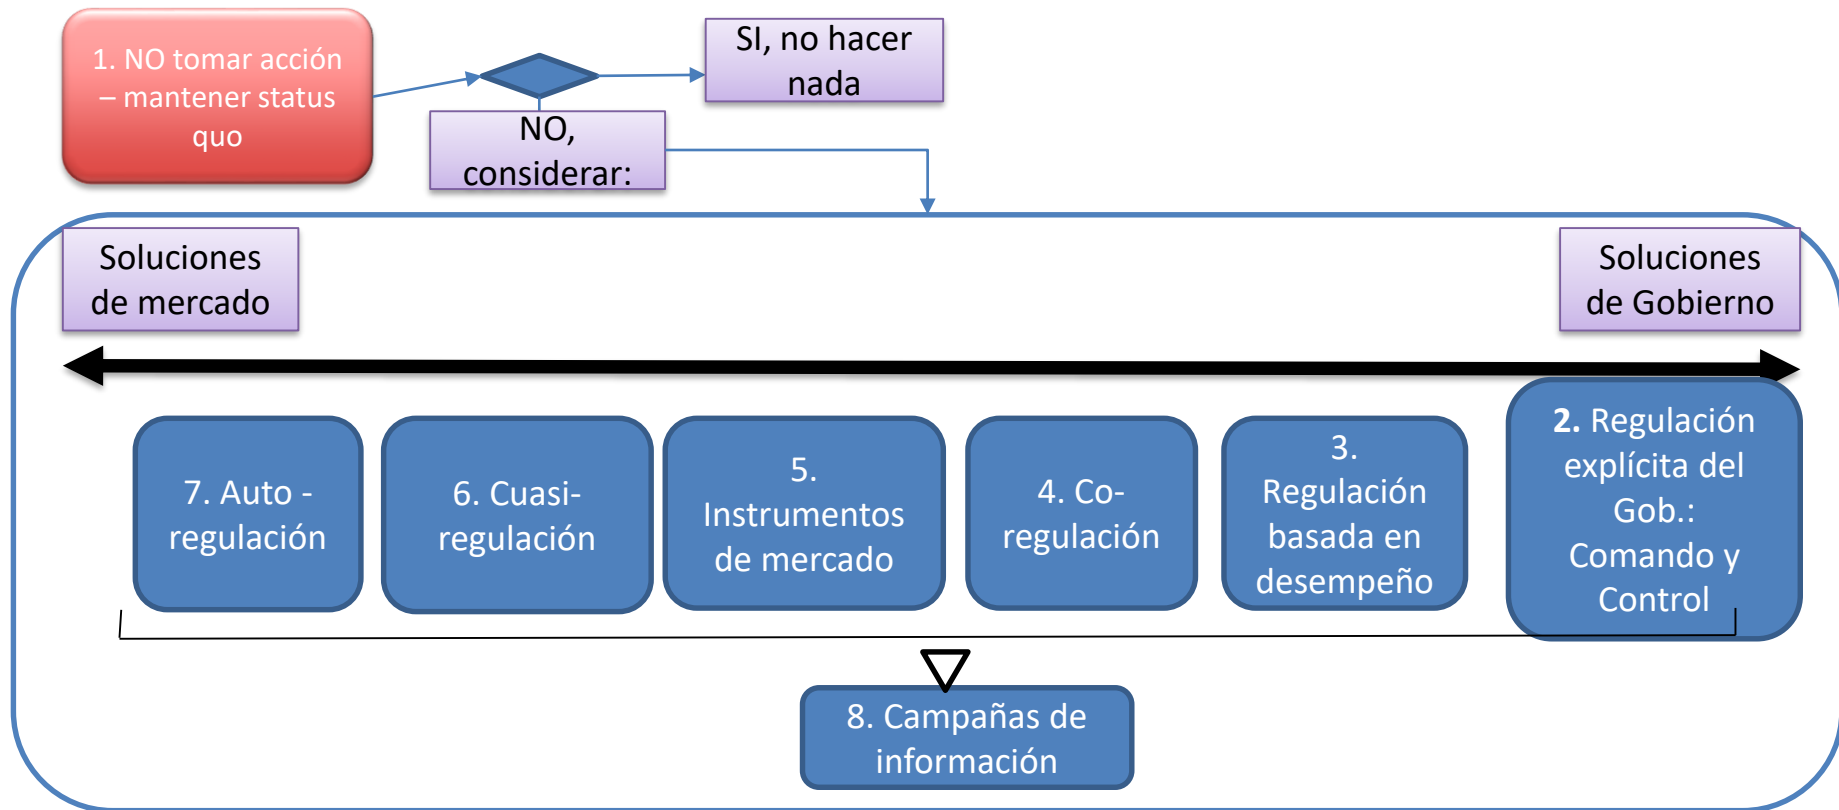 1. NO tomar acción
– mantener status
quo
SI, no hacer
nada
NO,
considerar:
Soluciones
de mercado
Soluciones
de Gobierno
7. Auto -
regulación
6. Cuasi-
regulación
5.
Instrumentos
de mercado
4. Co-
regulación
3.
Regulación
basada en
desempeño
2. Regulación
explícita del
Gob.:
Comando y
Control
8. Campañas de
información